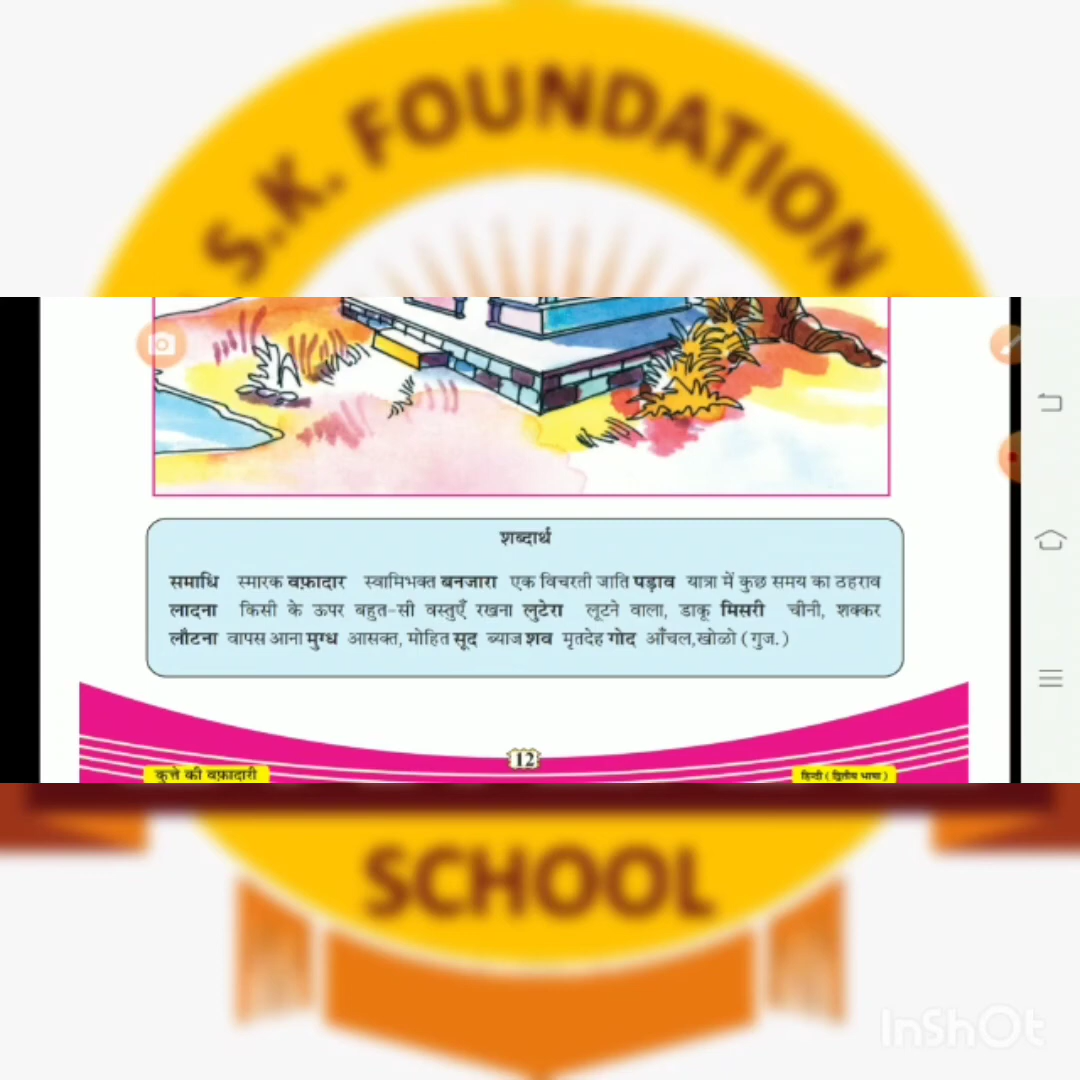 S.K. FOUNDATION
शब्दार्थ
समाधि स्मारक वफ़ादार स्वामिभक्त बनजारा एक विचरती जाति पड़ाव यात्रा में कुछ समय का ठहराव
लादना किसी के ऊपर बहुत-सी वस्तुएँ रखना लुटेरा लूटने वाला, डाकू मिसरी चीनी, शक्कर
लौटना वापस आना मुग्ध आसक्त, मोहित सूद ब्याज शव मृतदेह गोद आँचल,खोळो (गुज.)
12
कुत्ते की वफ़ादारी
हिन्दी ( द्वितीय भाषा )
SCHOOL
InShOt